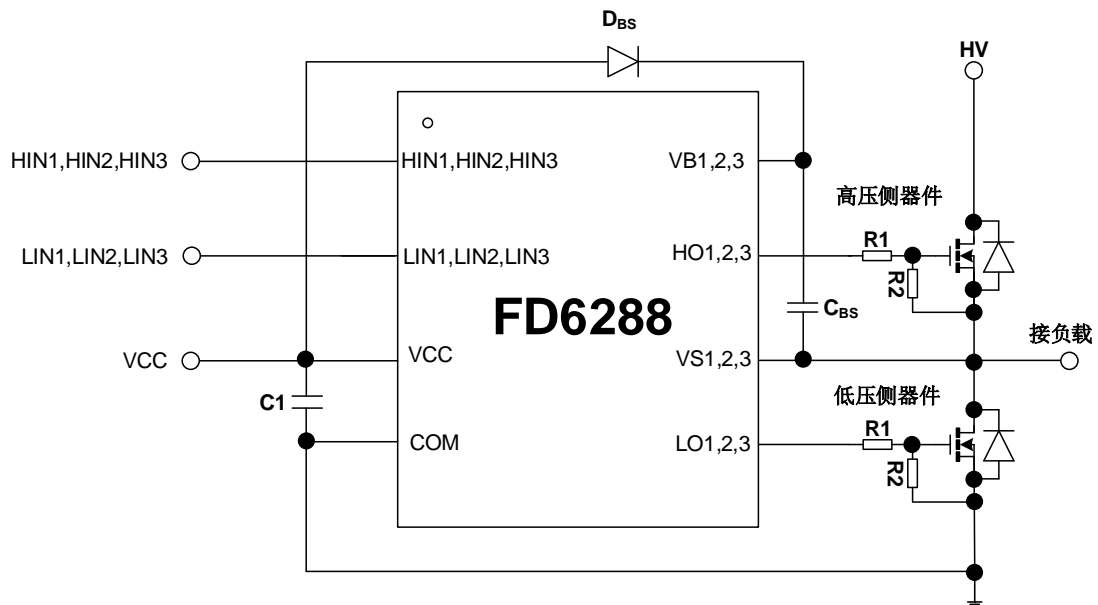 DBS
HV
HIN1,HIN2,HIN3
HIN1,HIN2,HIN3
VB1,2,3
高压侧器件
R1
LIN1,LIN2,LIN3
LIN1,LIN2,LIN3
HO1,2,3
R2
FD6288
CBS
接负载
VCC
VCC
VS1,2,3
低压侧器件
C1
R1
COM
LO1,2,3
R2